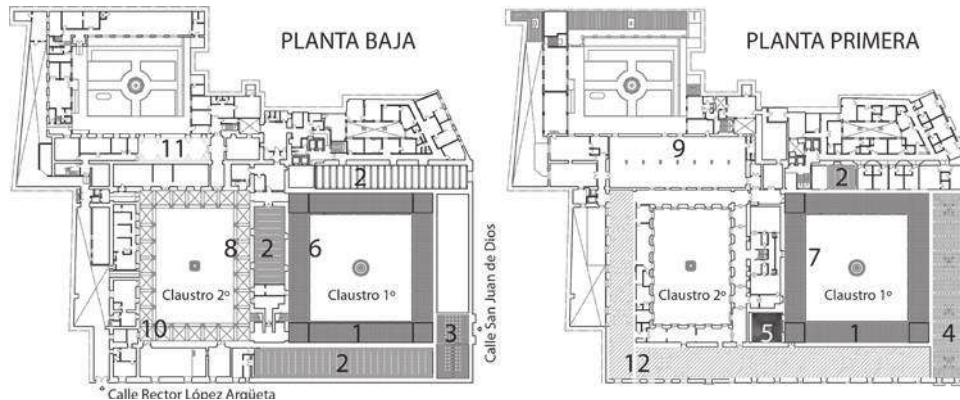 PLANTA BAJA
11
2
8
2
6
Claustro 2º
Claustro 1º
10
1
3
2
Calle San Juan de Dios
Calle Rector López Argüeta
PLANTA PRIMERA
9
2
7
Claustro 2º
Claustro 1º
5
1
4
12